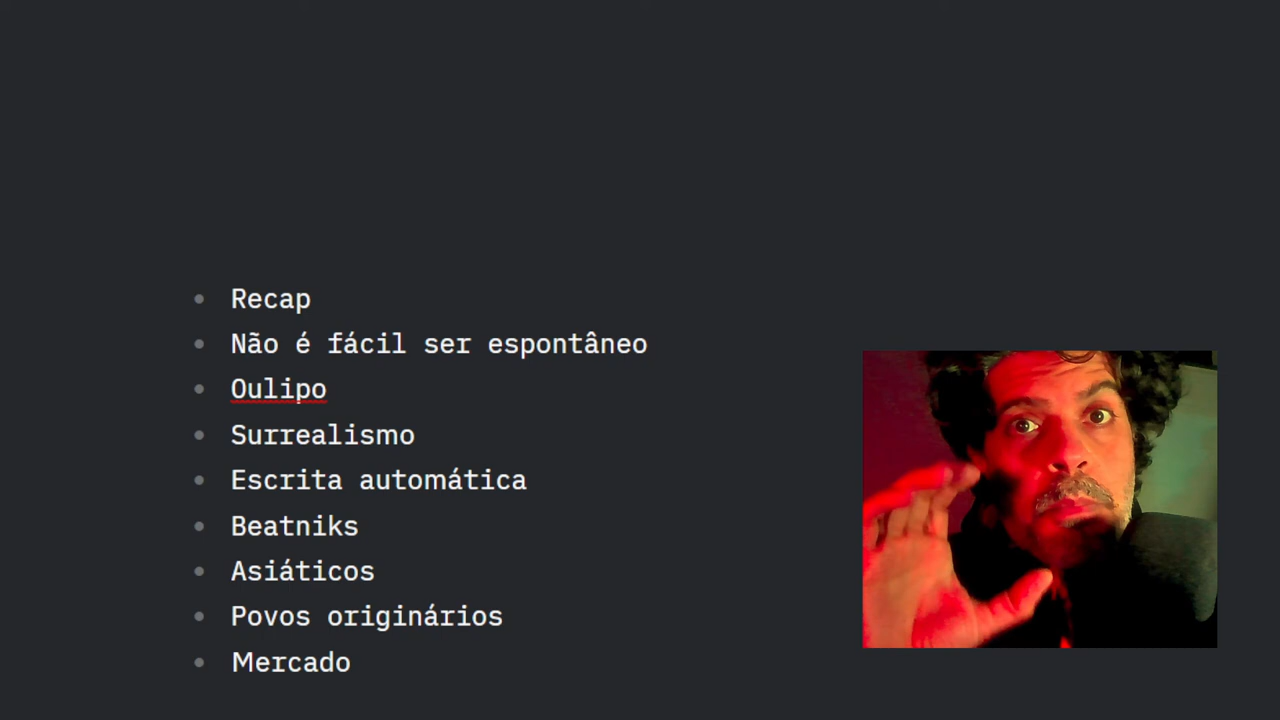 Recap
Não é fácil ser espontâneo
Oulipo
Surrealismo
Escrita automática
Beatniks
Asiáticos
Povos originários
Mercado